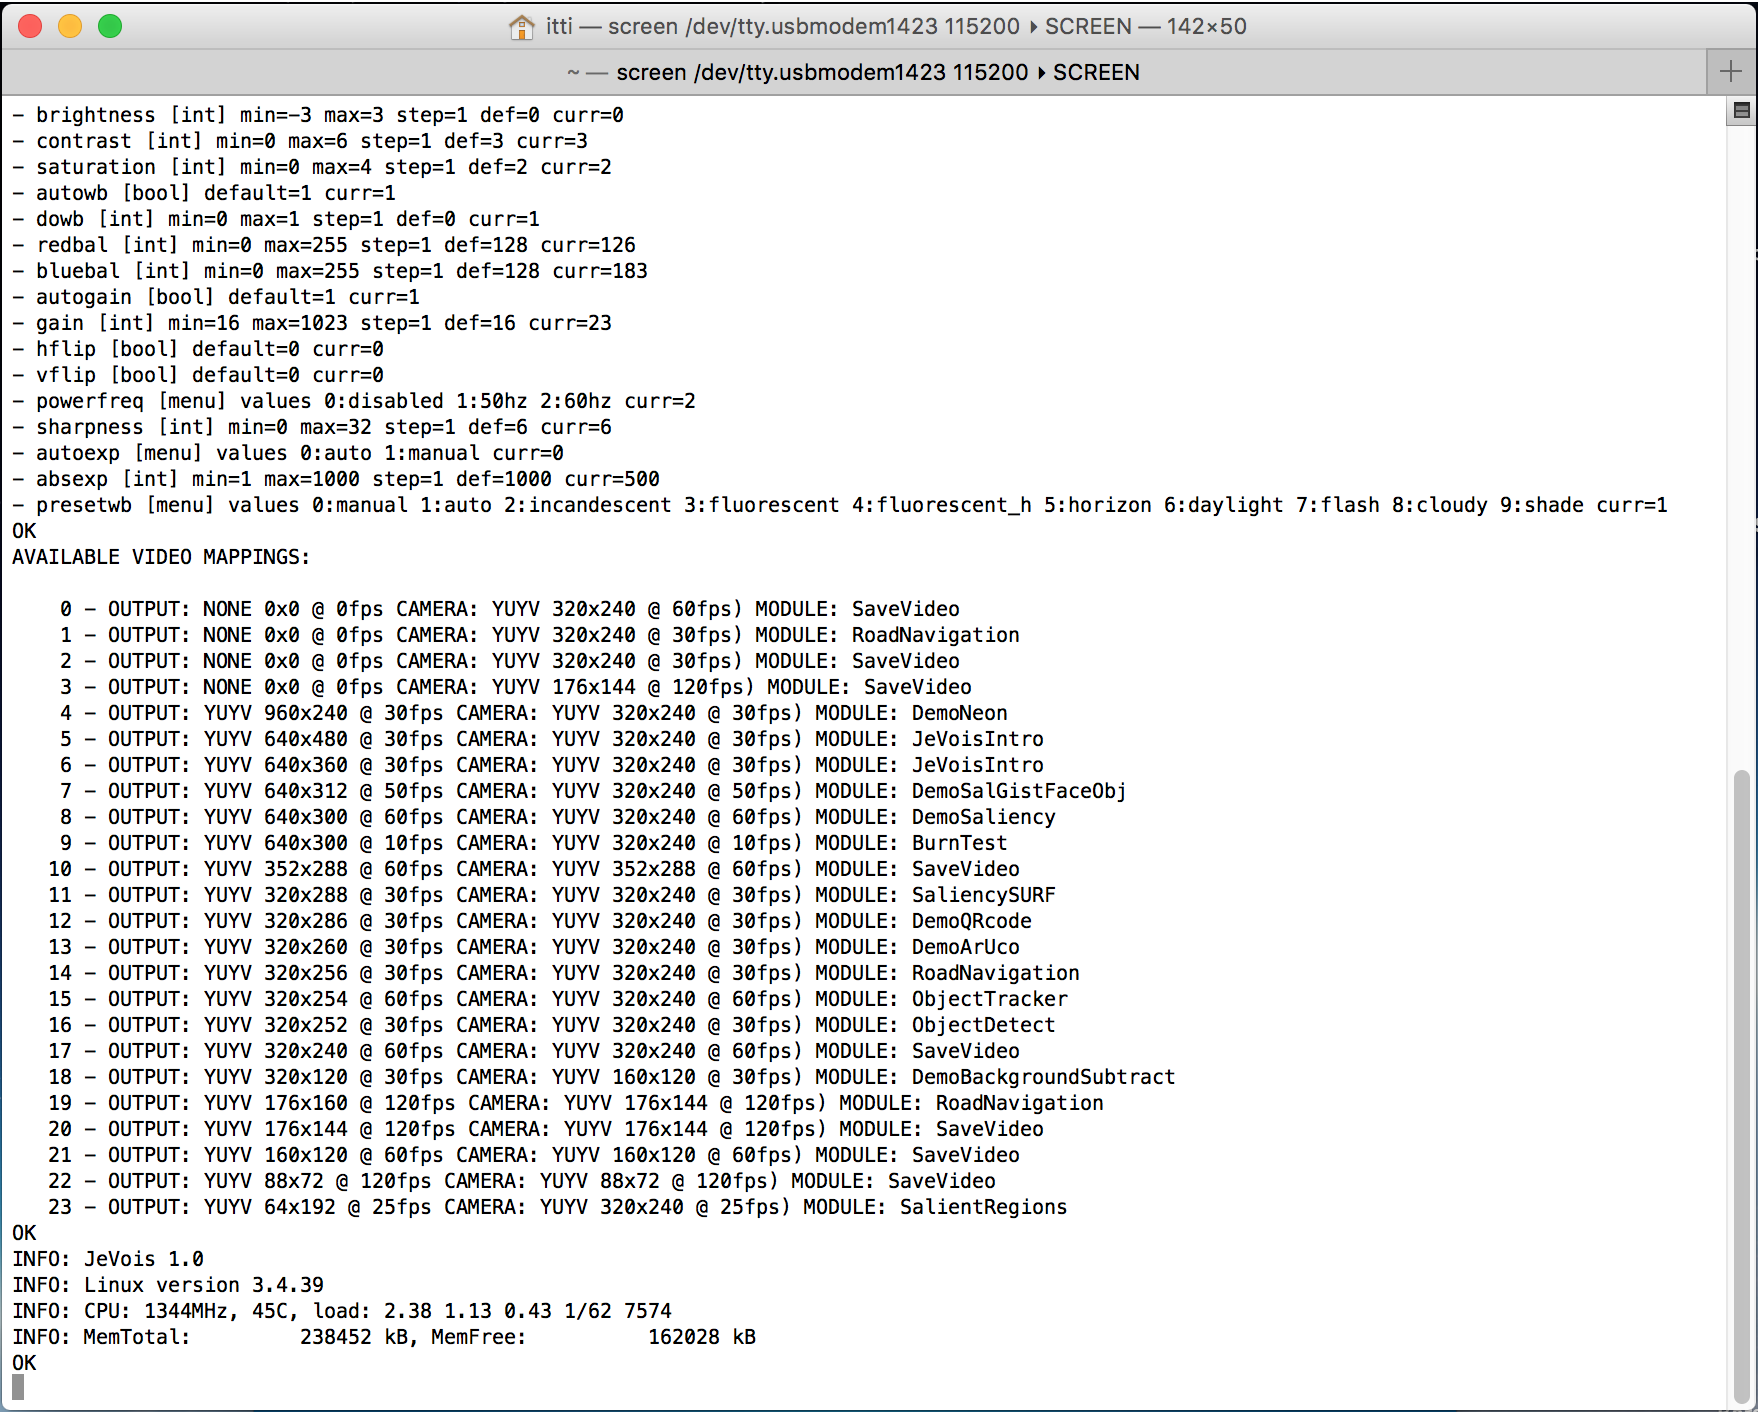 itti — screen /dev/tty.usbmodem1423 115200 ▸ SCREEN — 142×50
~ — screen /dev/tty.usbmodem1423 115200 ▸ SCREEN
- brightness [int] min=-3 max=3 step=1 def=0 curr=0
- contrast [int] min=0 max=6 step=1 def=3 curr=3
- saturation [int] min=0 max=4 step=1 def=2 curr=2
- autowb [bool] default=1 curr=1
- dowb [int] min=0 max=1 step=1 def=0 curr=1
- redbal [int] min=0 max=255 step=1 def=128 curr=126
- bluebal [int] min=0 max=255 step=1 def=128 curr=183
- autogain [bool] default=1 curr=1
- gain [int] min=16 max=1023 step=1 def=16 curr=23
- hflip [bool] default=0 curr=0
- vflip [bool] default=0 curr=0
- powerfreq [menu] values 0:disabled 1:50hz 2:60hz curr=2
- sharpness [int] min=0 max=32 step=1 def=6 curr=6
- autoexp [menu] values 0:auto 1:manual curr=0
- absexp [int] min=1 max=1000 step=1 def=1000 curr=500
- presetwb [menu] values 0:manual 1:auto 2:incandescent 3:fluorescent 4:fluorescent_h 5:horizon 6:daylight 7:flash 8:cloudy 9:shade curr=1
OK
AVAILABLE VIDEO MAPPINGS:
0 - OUTPUT: NONE 0x0 @ 0fps CAMERA: YUYV 320x240 @ 60fps) MODULE: SaveVideo
1 - OUTPUT: NONE 0x0 @ 0fps CAMERA: YUYV 320x240 @ 30fps) MODULE: RoadNavigation
2 - OUTPUT: NONE 0x0 @ 0fps CAMERA: YUYV 320x240 @ 30fps) MODULE: SaveVideo
3 - OUTPUT: NONE 0x0 @ 0fps CAMERA: YUYV 176x144 @ 120fps) MODULE: SaveVideo
4 - OUTPUT: YUYV 960x240 @ 30fps CAMERA: YUYV 320x240 @ 30fps) MODULE: DemoNeon
5 - OUTPUT: YUYV 640x480 @ 30fps CAMERA: YUYV 320x240 @ 30fps) MODULE: JeVoisIntro
6 - OUTPUT: YUYV 640x360 @ 30fps CAMERA: YUYV 320x240 @ 30fps) MODULE: JeVoisIntro
7 - OUTPUT: YUYV 640x312 @ 50fps CAMERA: YUYV 320x240 @ 50fps) MODULE: DemoSalGistFaceObj
8 - OUTPUT: YUYV 640x300 @ 60fps CAMERA: YUYV 320x240 @ 60fps) MODULE: DemoSaliency
9 - OUTPUT: YUYV 640x300 @ 10fps CAMERA: YUYV 320x240 @ 10fps) MODULE: BurnTest
10 - OUTPUT: YUYV 352x288 @ 60fps CAMERA: YUYV 352x288 @ 60fps) MODULE: SaveVideo
11 - OUTPUT: YUYV 320x288 @ 30fps CAMERA: YUYV 320x240 @ 30fps) MODULE: SaliencySURF
12 - OUTPUT: YUYV 320x286 @ 30fps CAMERA: YUYV 320x240 @ 30fps) MODULE: DemoQRcode
13 - OUTPUT: YUYV 320x260 @ 30fps CAMERA: YUYV 320x240 @ 30fps) MODULE: DemoArUco
14 - OUTPUT: YUYV 320x256 @ 30fps CAMERA: YUYV 320x240 @ 30fps) MODULE: RoadNavigation
15 - OUTPUT: YUYV 320x254 @ 60fps CAMERA: YUYV 320x240 @ 60fps) MODULE: ObjectTracker
16 - OUTPUT: YUYV 320x252 @ 30fps CAMERA: YUYV 320x240 @ 30fps) MODULE: ObjectDetect
17 - OUTPUT: YUYV 320x240 @ 60fps CAMERA: YUYV 320x240 @ 60fps) MODULE: SaveVideo
18 - OUTPUT: YUYV 320x120 @ 30fps CAMERA: YUYV 160x120 @ 30fps) MODULE: DemoBackgroundSubtract
19 - OUTPUT: YUYV 176x160 @ 120fps CAMERA: YUYV 176x144 @ 120fps) MODULE: RoadNavigation
20 - OUTPUT: YUYV 176x144 @ 120fps CAMERA: YUYV 176x144 @ 120fps) MODULE: SaveVideo
21 - OUTPUT: YUYV 160x120 @ 60fps CAMERA: YUYV 160x120 @ 60fps) MODULE: SaveVideo
22 - OUTPUT: YUYV 88x72 @ 120fps CAMERA: YUYV 88x72 @ 120fps) MODULE: SaveVideo
23 - OUTPUT: YUYV 64x192 @ 25fps CAMERA: YUYV 320x240 @ 25fps) MODULE: SalientRegions
OK
INFO: JeVois 1.0
INFO: Linux version 3.4.39
INFO: CPU: 1344MHz, 45C, load: 2.38 1.13 0.43 1/62 7574
INFO: MemTotal: 238452 kB, MemFree: 162028 kB
OK